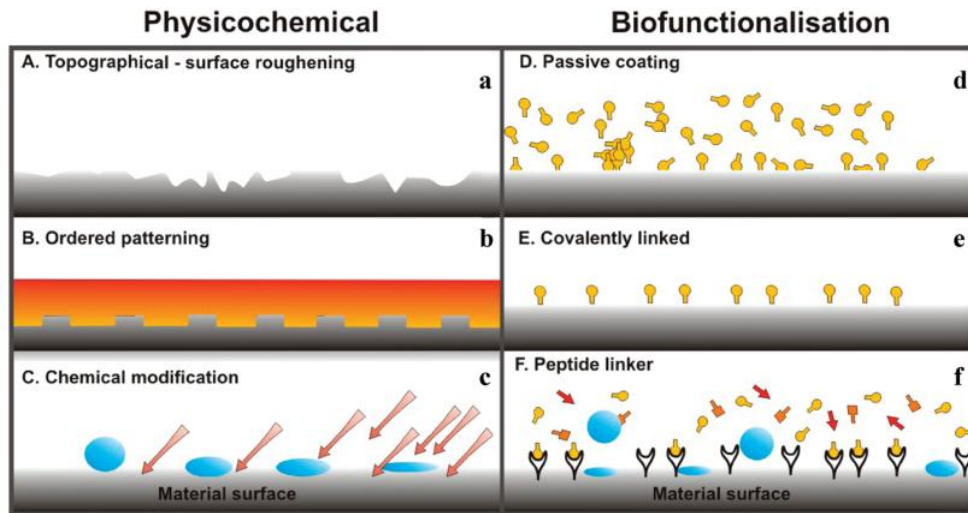 Physicochemical
Biofunctionalisation
A. Topographical - surface roughening
a
D. Passive coating
d
B. Ordered patterning
b
E. Covalently linked
e
C. Chemical modification
c
F. Peptide linker
f
Material surface
Material surface